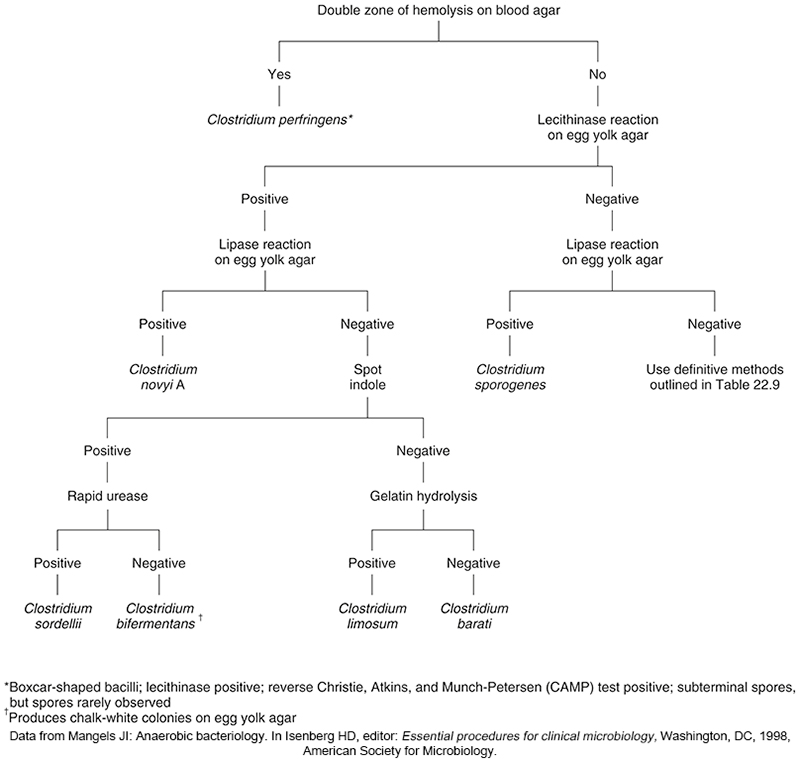 Double zone of hemolysis on blood agar
Yes
No
Clostridium perfringens*
Lecithinase reaction
on egg yolk agar
Positive
Negative
Lipase reaction
on egg yolk agar
Lipase reaction
on egg yolk agar
Positive
Negative
Positive
Negative
Clostridium
novyi A
Spot
indole
Clostridium
sporogenes
Use definitive methods
outlined in Table 22.9
Positive
Negative
Rapid urease
Gelatin hydrolysis
Positive
Negative
Positive
Negative
Clostridium
sordellii
Clostridium
bifermentans †
Clostridium
limosum
Clostridium
barati
*Boxcar-shaped bacilli; lecithinase positive; reverse Christie, Atkins, and Munch-Petersen (CAMP) test positive; subterminal spores,
but spores rarely observed
†Produces chalk-white colonies on egg yolk agar
Data from Mangels JI: Anaerobic bacteriology. In Isenberg HD, editor: Essential procedures for clinical microbiology, Washington, DC, 1998,
American Society for Microbiology.